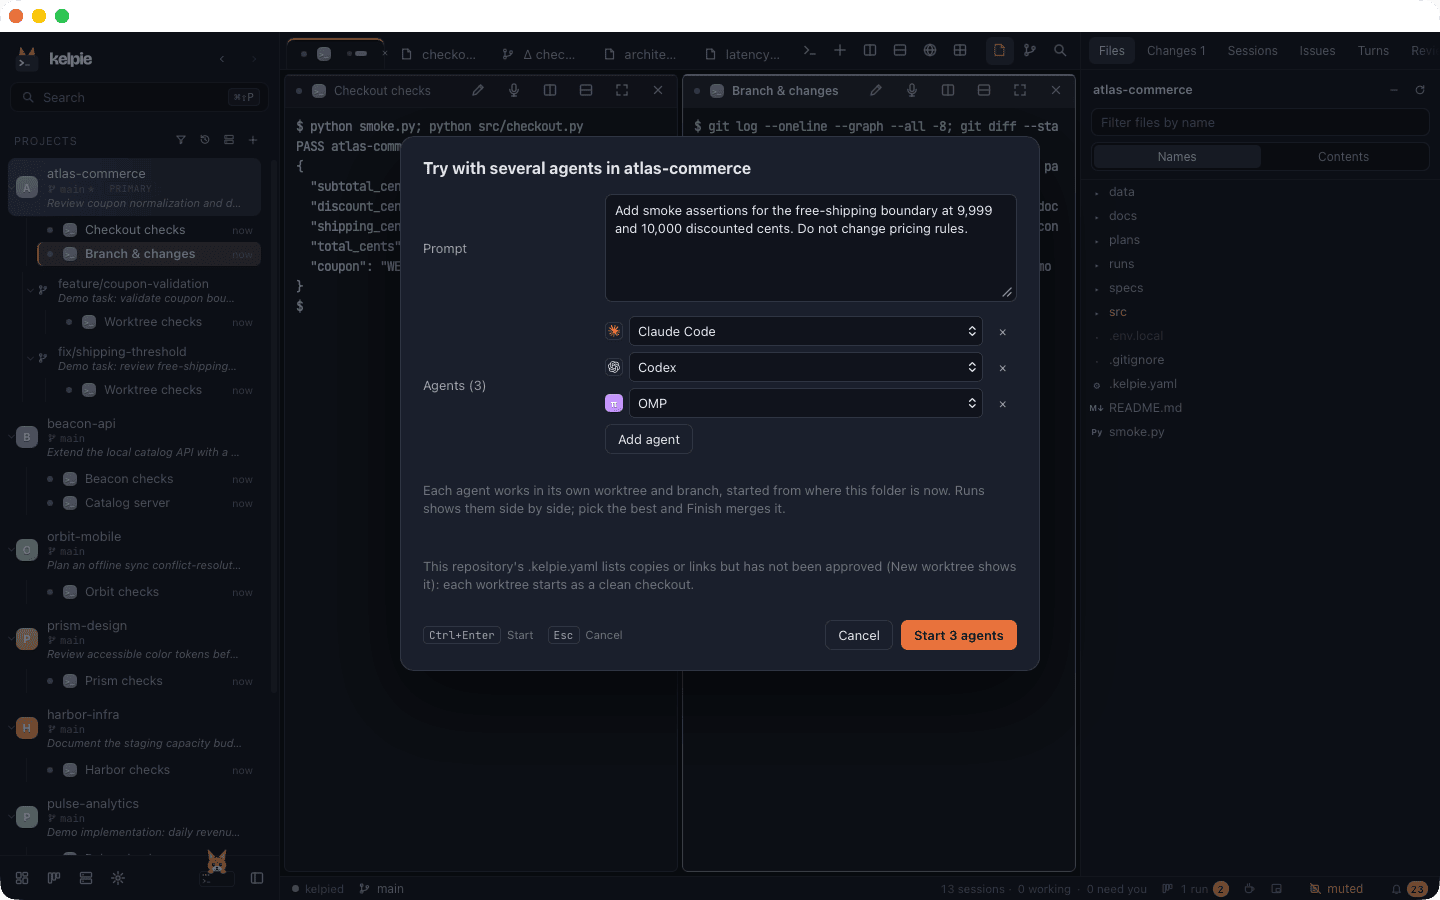 kelpie
Search
⌘⇧P
PROJECTS
A
atlas-commerce
main
PRIMARY
Review coupon normalization and d...
Checkout checks
now
Branch & changes
now
feature/coupon-validation
Demo task: validate coupon bou...
Worktree checks
now
fix/shipping-threshold
Demo task: review free-shipping...
Worktree checks
now
B
beacon-api
main
Extend the local catalog API with a ...
Beacon checks
now
Catalog server
now
O
orbit-mobile
main
Plan an offline sync conflict-resolut...
Orbit checks
now
P
prism-design
main
Review accessible color tokens bef...
Prism checks
now
H
harbor-infra
main
Document the staging capacity bud...
Harbor checks
now
P
pulse-analytics
main
Demo implementation: daily revenu...
checko...
Δ chec...
archite...
latency...
Checkout checks
$ python smoke.py; python src/checkout.py
PASS atlas-comm
{
"subtotal_cen
"discount_cen
"shipping_cen
"total_cents"
"coupon": "WE
}
$
Branch & changes
$ git log --oneline --graph --all -8; git diff --sta
pa
doc
con
mo
Try with several agents in atlas-commerce
Prompt
Add smoke assertions for the free-shipping boundary at 9,999
and 10,000 discounted cents. Do not change pricing rules.
Agents (3)
Claude Code
×
Codex
×
π
OMP
×
Add agent
Each agent works in its own worktree and branch, started from where this folder is now. Runs
shows them side by side; pick the best and Finish merges it.
This repository's .kelpie.yaml lists copies or links but has not been approved (New worktree shows
it): each worktree starts as a clean checkout.
Ctrl+Enter
Start
Esc
Cancel
Cancel
Start 3 agents
Files
Changes 1
Sessions
Issues
Turns
Rev
atlas-commerce
Filter files by name
Names
Contents
data
docs
plans
runs
specs
src
.env.local
.gitignore
.kelpie.yaml
M↓ README.md
Py smoke.py
kelpied
main
13 sessions · 0 working · 0 need you
1 run
2
muted
23